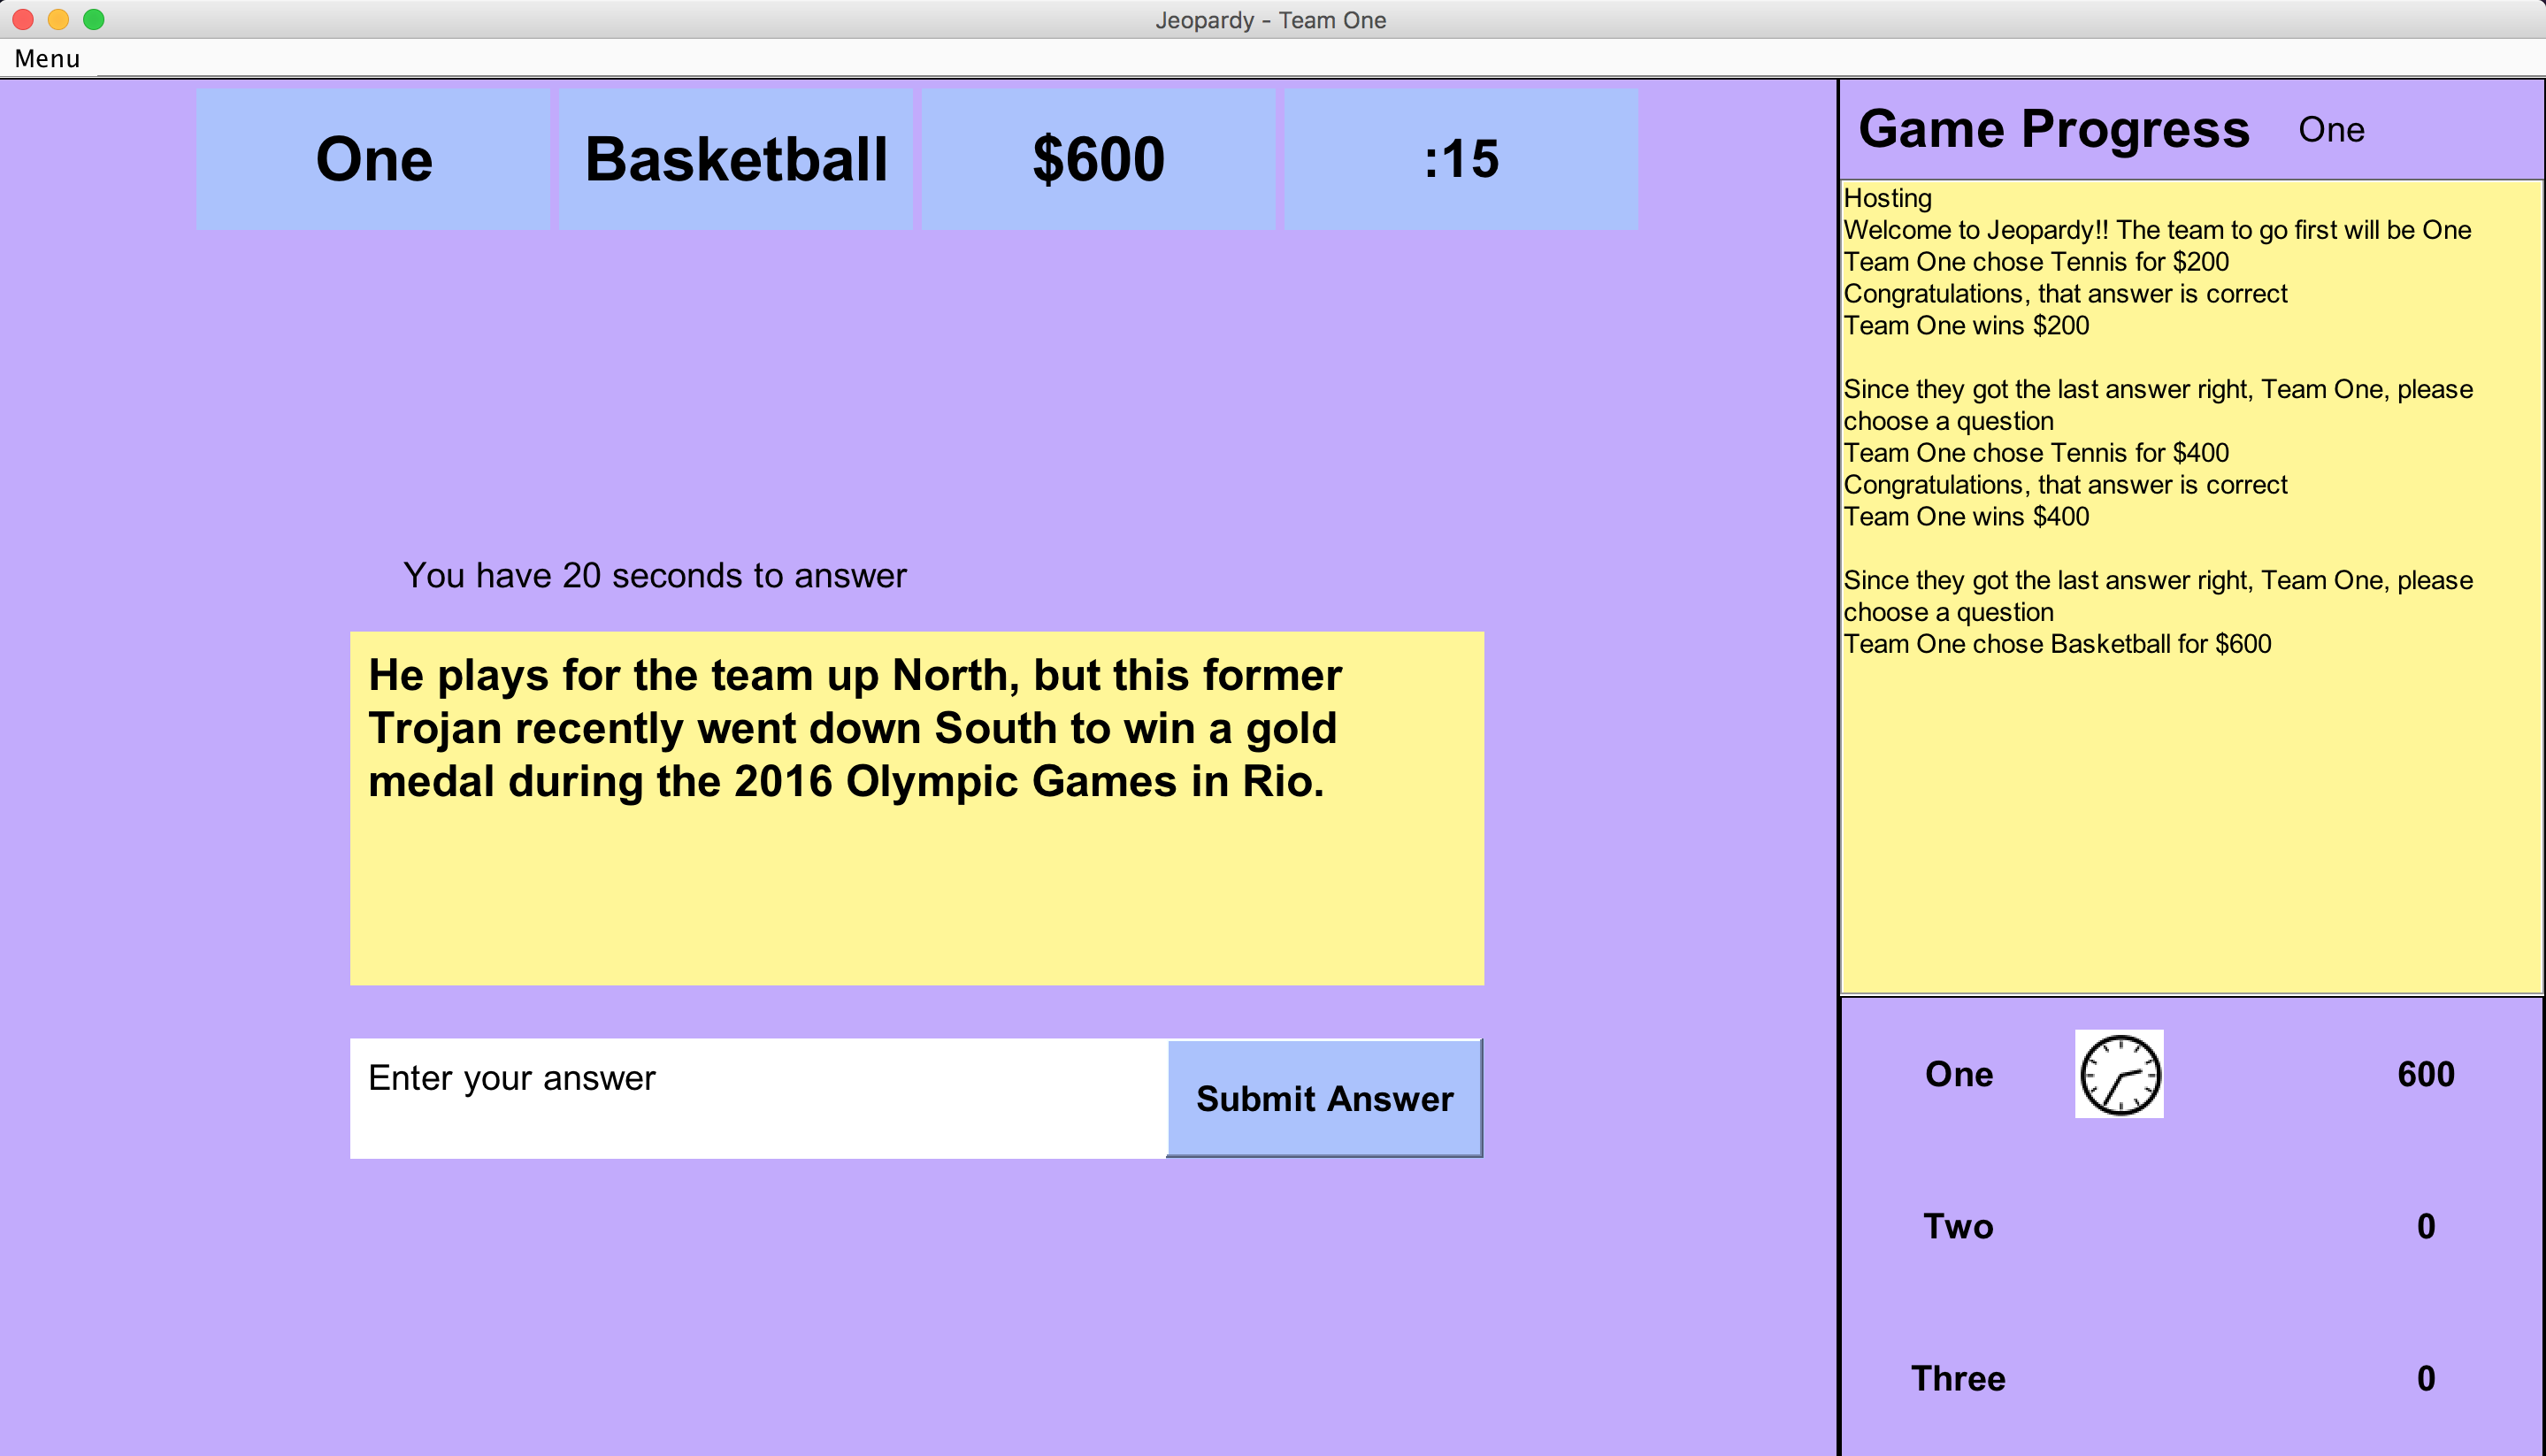 Jeopardy - Team One
Menu
One
Basketball
$600
:15
You have 20 seconds to answer
He plays for the team up North, but this former
Trojan recently went down South to win a gold
medal during the 2016 Olympic Games in Rio.
Enter your answer
Submit Answer
Game Progress
One
Hosting
Welcome to Jeopardy!! The team to go first will be One
Team One chose Tennis for $200
Congratulations, that answer is correct
Team One wins $200
Since they got the last answer right, Team One, please
choose a question
Team One chose Tennis for $400
Congratulations, that answer is correct
Team One wins $400
Since they got the last answer right, Team One, please
choose a question
Team One chose Basketball for $600
One
600
Two
0
Three
0